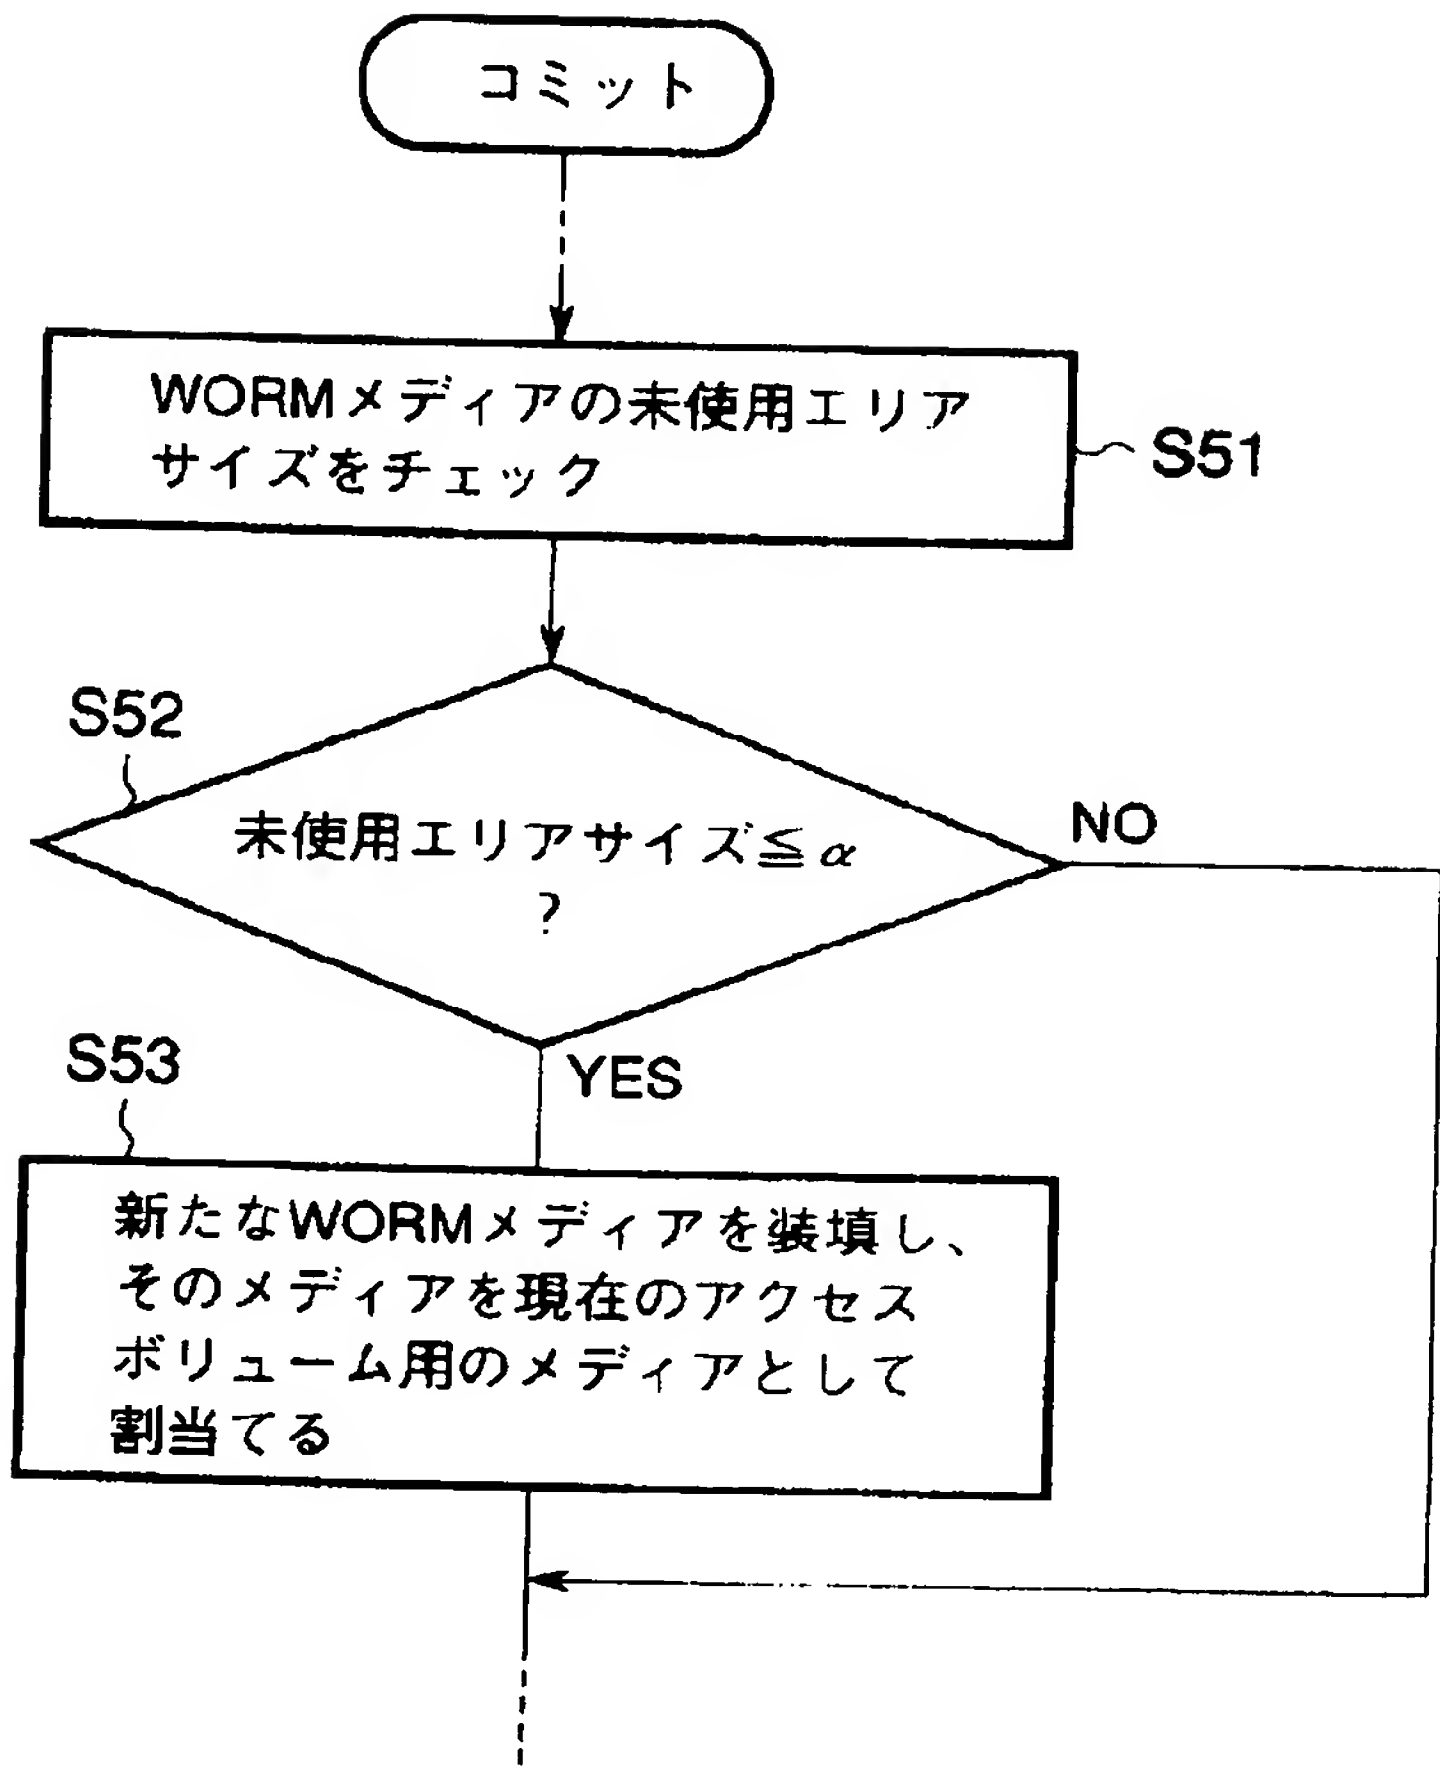 コミット
WORMメディアの未使用エリア
サイズをチェック
S51
S52
未使用エリアサイズ≦α
?
NO
YES
S53
新たなWORMメディアを装填し、
そのメディアを現在のアクセス
ボリューム用のメディアとして
割当てる